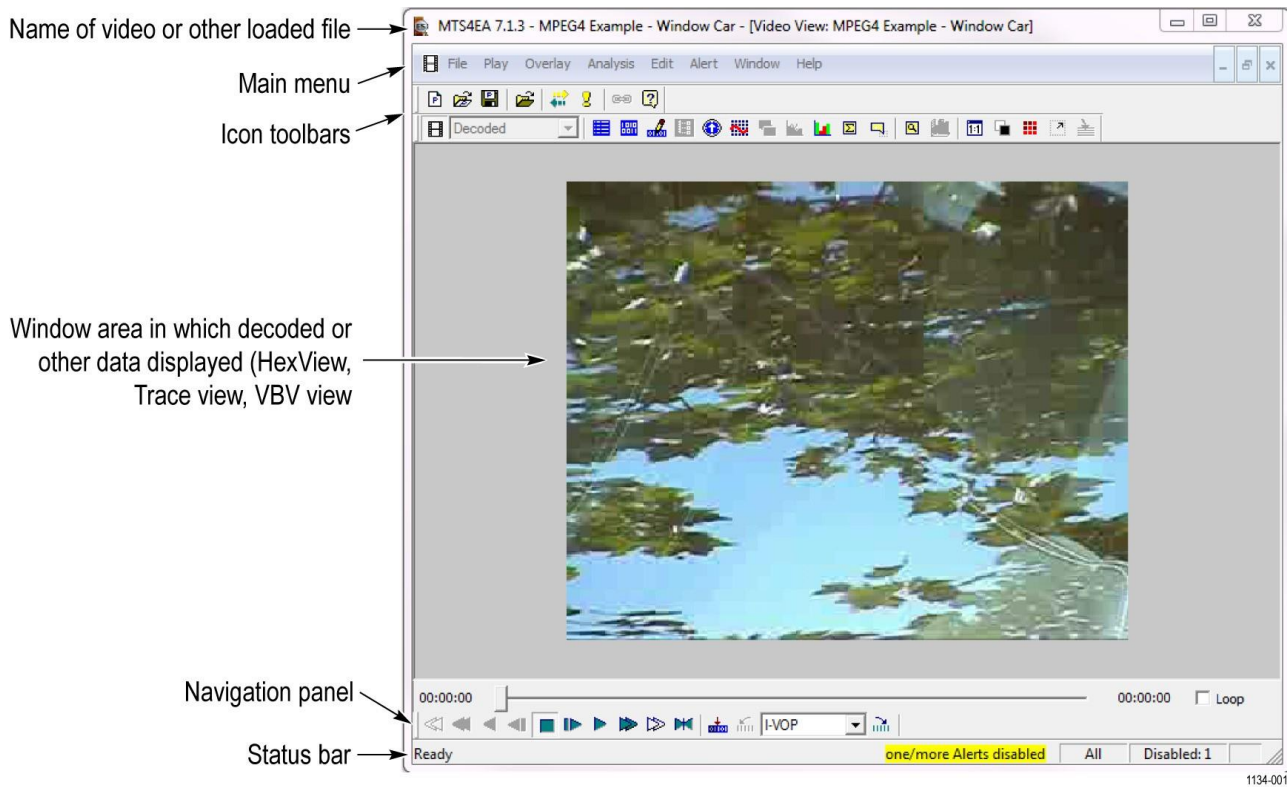 Name of video or other loaded file
MTS4EA 7.1.3 - MPEG4 Example - Window Car - [Video View: MPEG4 Example - Window Car]
Main menu
File Play Overlay Analysis Edit Alert Window Help
Icon toolbars
Decoded
Window area in which decoded or
other data displayed (HexView,
Trace view, VBV view
Navigation panel
00:00:00 00:00:00 Loop
I-VOP
Status bar
Ready one/more Alerts disabled All Disabled: 1
1134-001